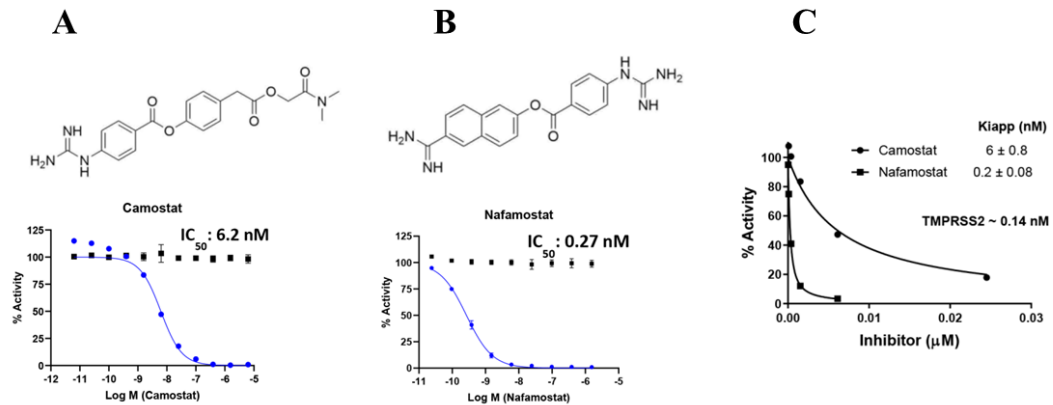 A
B
C
O
O
O
O
O
N
NH
H₂N
N
H
Camostat
IC50: 6.2 nM
% Activity
125
100
75
50
25
0
-12 -11 -10 -9 -8 -7 -6 -5
Log M (Camostat)
H
N
NH₂
NH
O
O
H₂N
NH
Nafamostat
IC50: 0.27 nM
% Activity
125
100
75
50
25
0
-11 -10 -9 -8 -7 -6 -5
Log M (Nafamostat)
Kiapp (nM)
Camostat 6 ± 0.8
Nafamostat 0.2 ± 0.08
TMPRSS2 ~ 0.14 nM
% Activity
100
80
60
40
20
0
0.00 0.01 0.02 0.03
Inhibitor (μM)